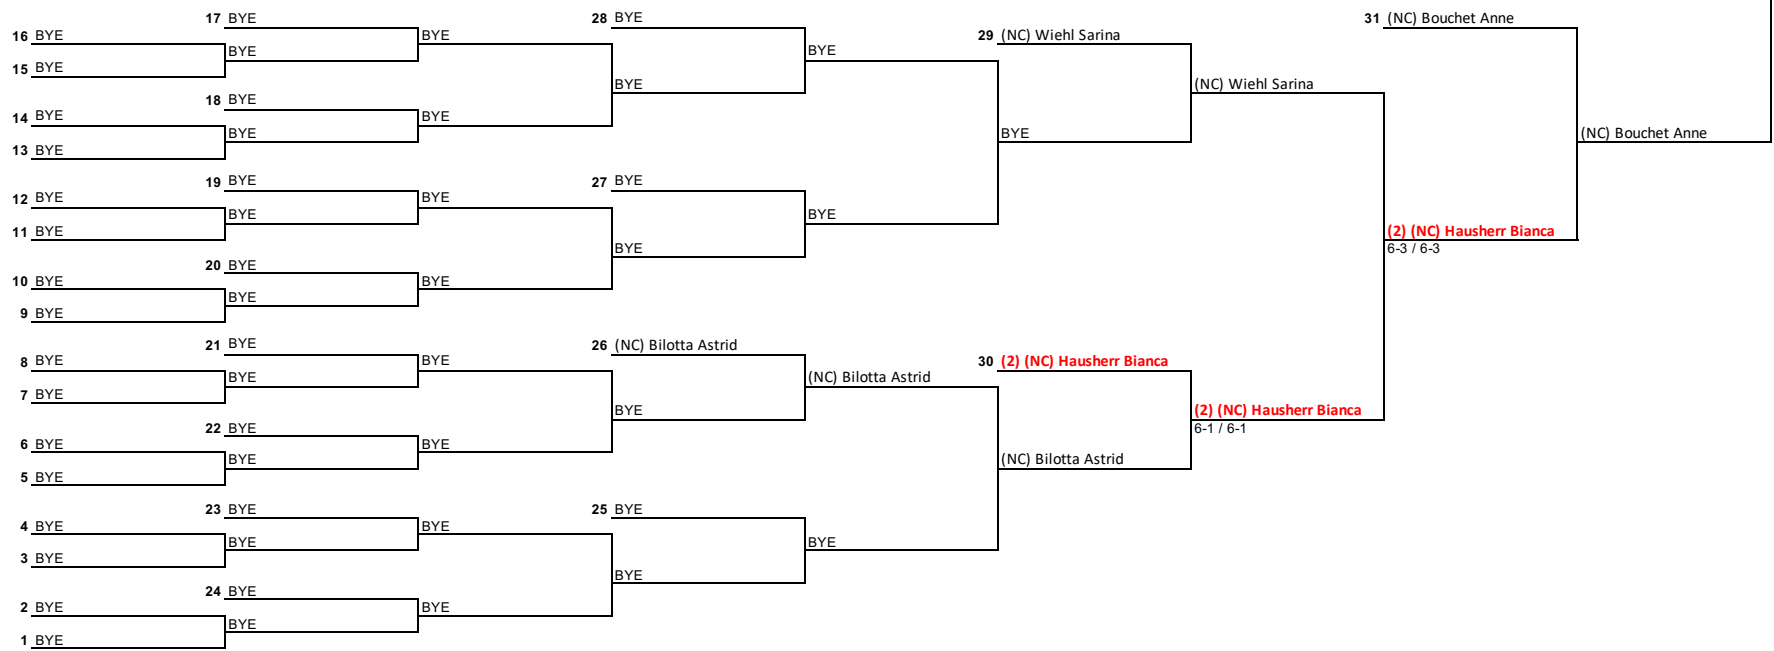 17 BYE
28 BYE
31 (NC) Bouchet Anne
16 BYE
BYE
29 (NC) Wiehl Sarina
BYE
BYE
15 BYE
BYE
(NC) Wiehl Sarina
18 BYE
14 BYE
BYE
BYE
BYE
(NC) Bouchet Anne
13 BYE
19 BYE
27 BYE
12 BYE
BYE
BYE
BYE
11 BYE
(2) (NC) Hausherr Bianca
BYE
6-3 / 6-3
20 BYE
10 BYE
BYE
BYE
9 BYE
21 BYE
26 (NC) Bilotta Astrid
8 BYE
BYE
30 (2) (NC) Hausherr Bianca
BYE
(NC) Bilotta Astrid
7 BYE
BYE
(2) (NC) Hausherr Bianca
22 BYE
6-1 / 6-1
6 BYE
BYE
BYE
(NC) Bilotta Astrid
5 BYE
23 BYE
25 BYE
4 BYE
BYE
BYE
BYE
3 BYE
BYE
24 BYE
2 BYE
BYE
BYE
1 BYE